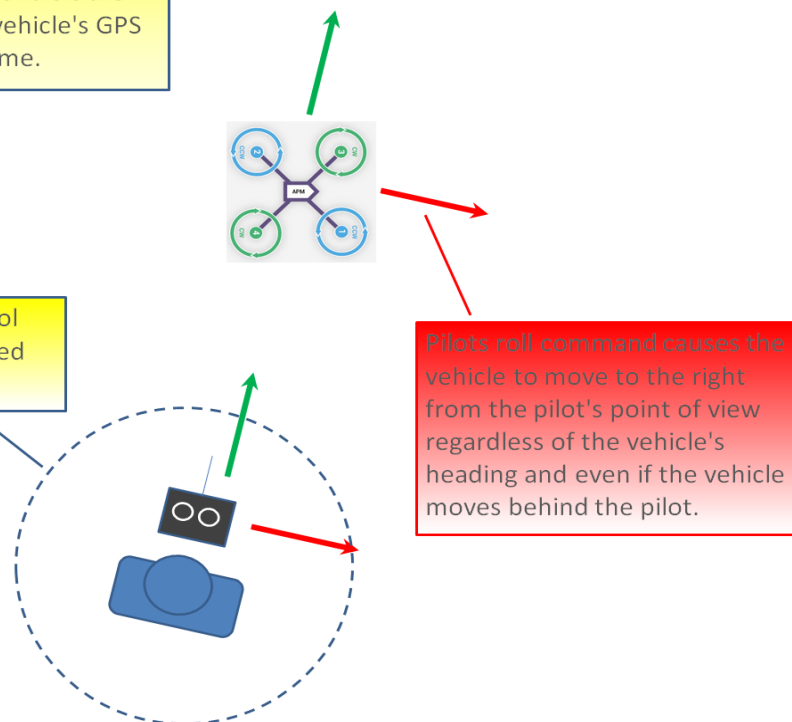 vehicle's GPS
me.
2
CCW
3
CW
APM
4
CW
1
CCW
ol
ed
Pilots roll command causes the
vehicle to move to the right
from the pilot's point of view
regardless of the vehicle's
heading and even if the vehicle
moves behind the pilot.